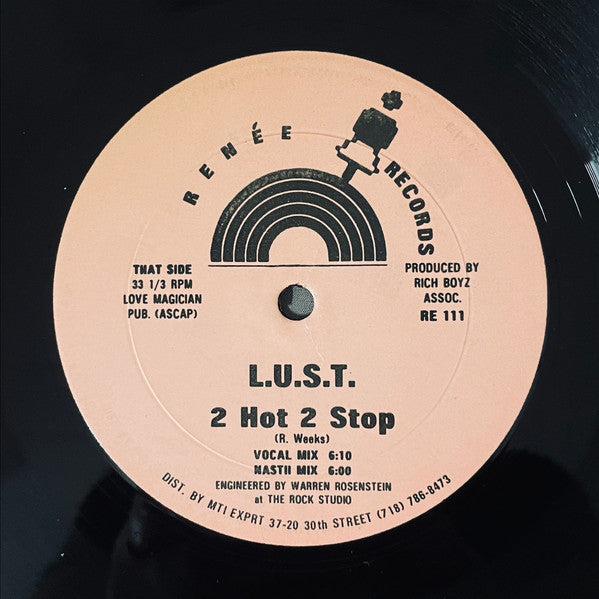 RENÉE RECORDS
THAT SIDE
33 1/3 RPM
LOVE MAGICIAN
PUB. (ASCAP)
PRODUCED BY
RICH BOYZ
ASSOC.
RE 111
L.U.S.T.
2 Hot 2 Stop
(R. Weeks)
VOCAL MIX 6:10
NASTII MIX 6:00
ENGINEERED BY WARREN ROSENSTEIN
at THE ROCK STUDIO
DIST. BY MTI EXPRT 37-20 30th STREET (718) 786-8473